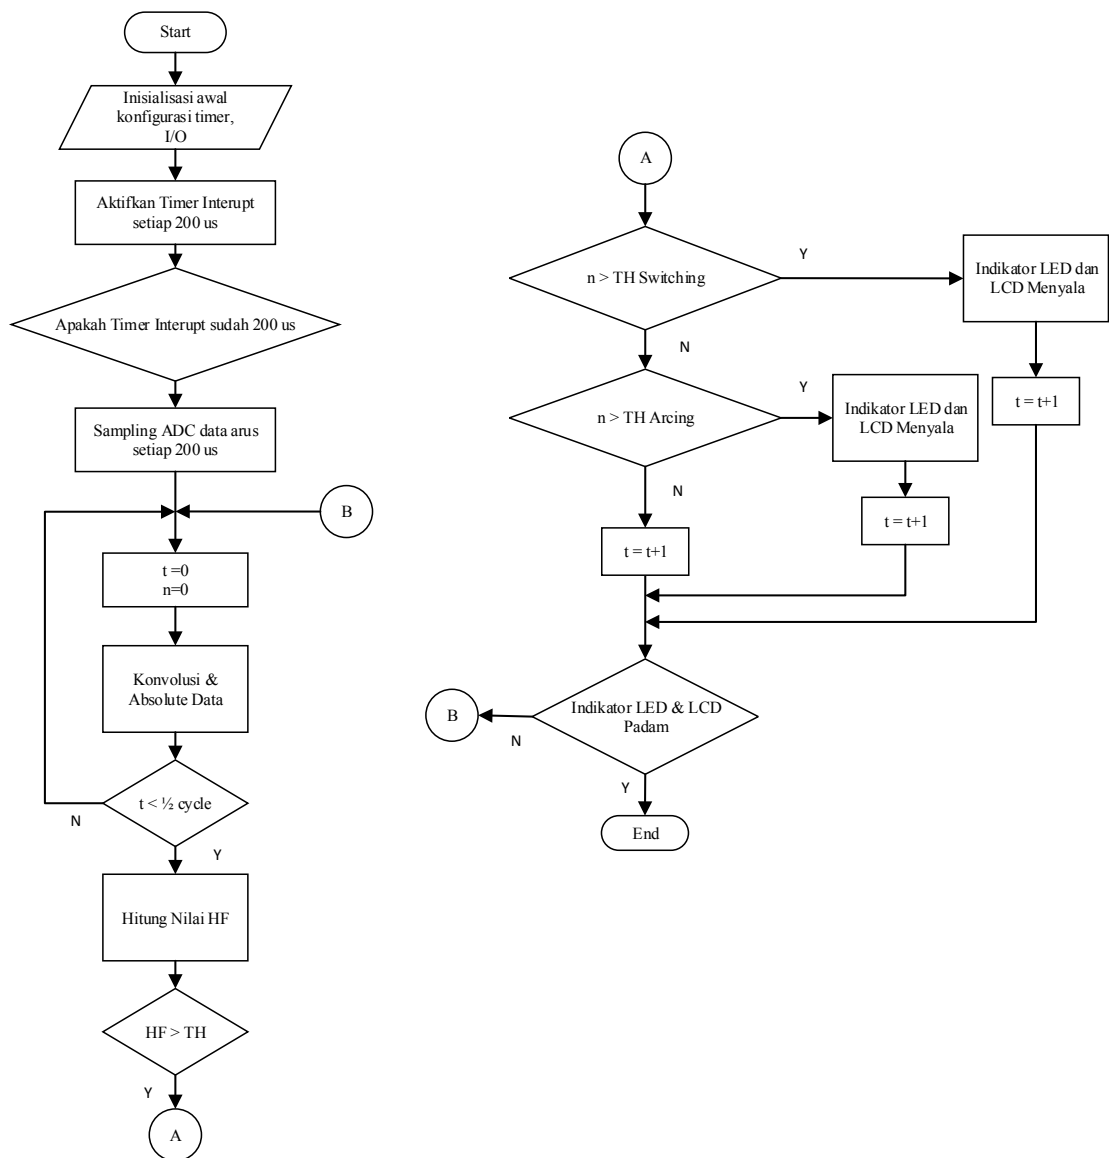 Start
Inisialisasi awal
konfigurasi timer,
I/O
Aktifkan Timer Interupt
setiap 200 us
Apakah Timer Interupt sudah 200 us
Sampling ADC data arus
setiap 200 us
B
t =0
n=0
Konvolusi &
Absolute Data
t < ½ cycle
N
Y
Hitung Nilai HF
HF > TH
Y
A
A
n > TH Switching
Y
Indikator LED dan
LCD Menyala
t = t+1
N
n > TH Arcing
Y
Indikator LED dan
LCD Menyala
t = t+1
N
t = t+1
Indikator LED & LCD
Padam
N
B
Y
End